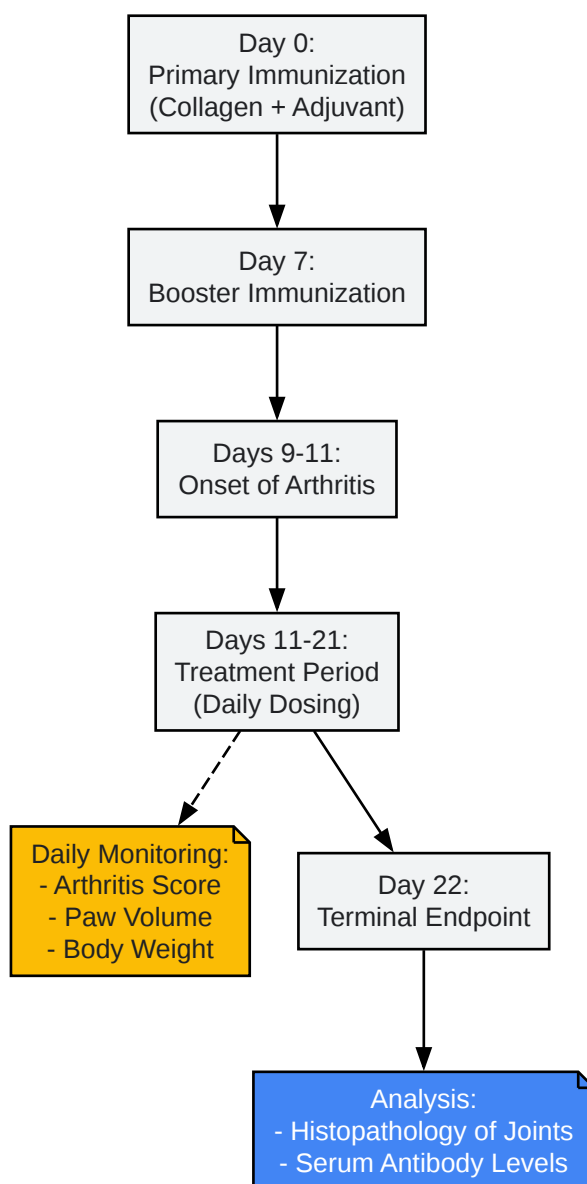 Day 0:
Primary Immunization
(Collagen + Adjuvant)
Day 7:
Booster Immunization
Days 9-11:
Onset of Arthritis
Days 11-21:
Treatment Period
(Daily Dosing)
Daily Monitoring:
- Arthritis Score
- Paw Volume
- Body Weight
Day 22:
Terminal Endpoint
Analysis:
- Histopathology of Joints
- Serum Antibody Levels